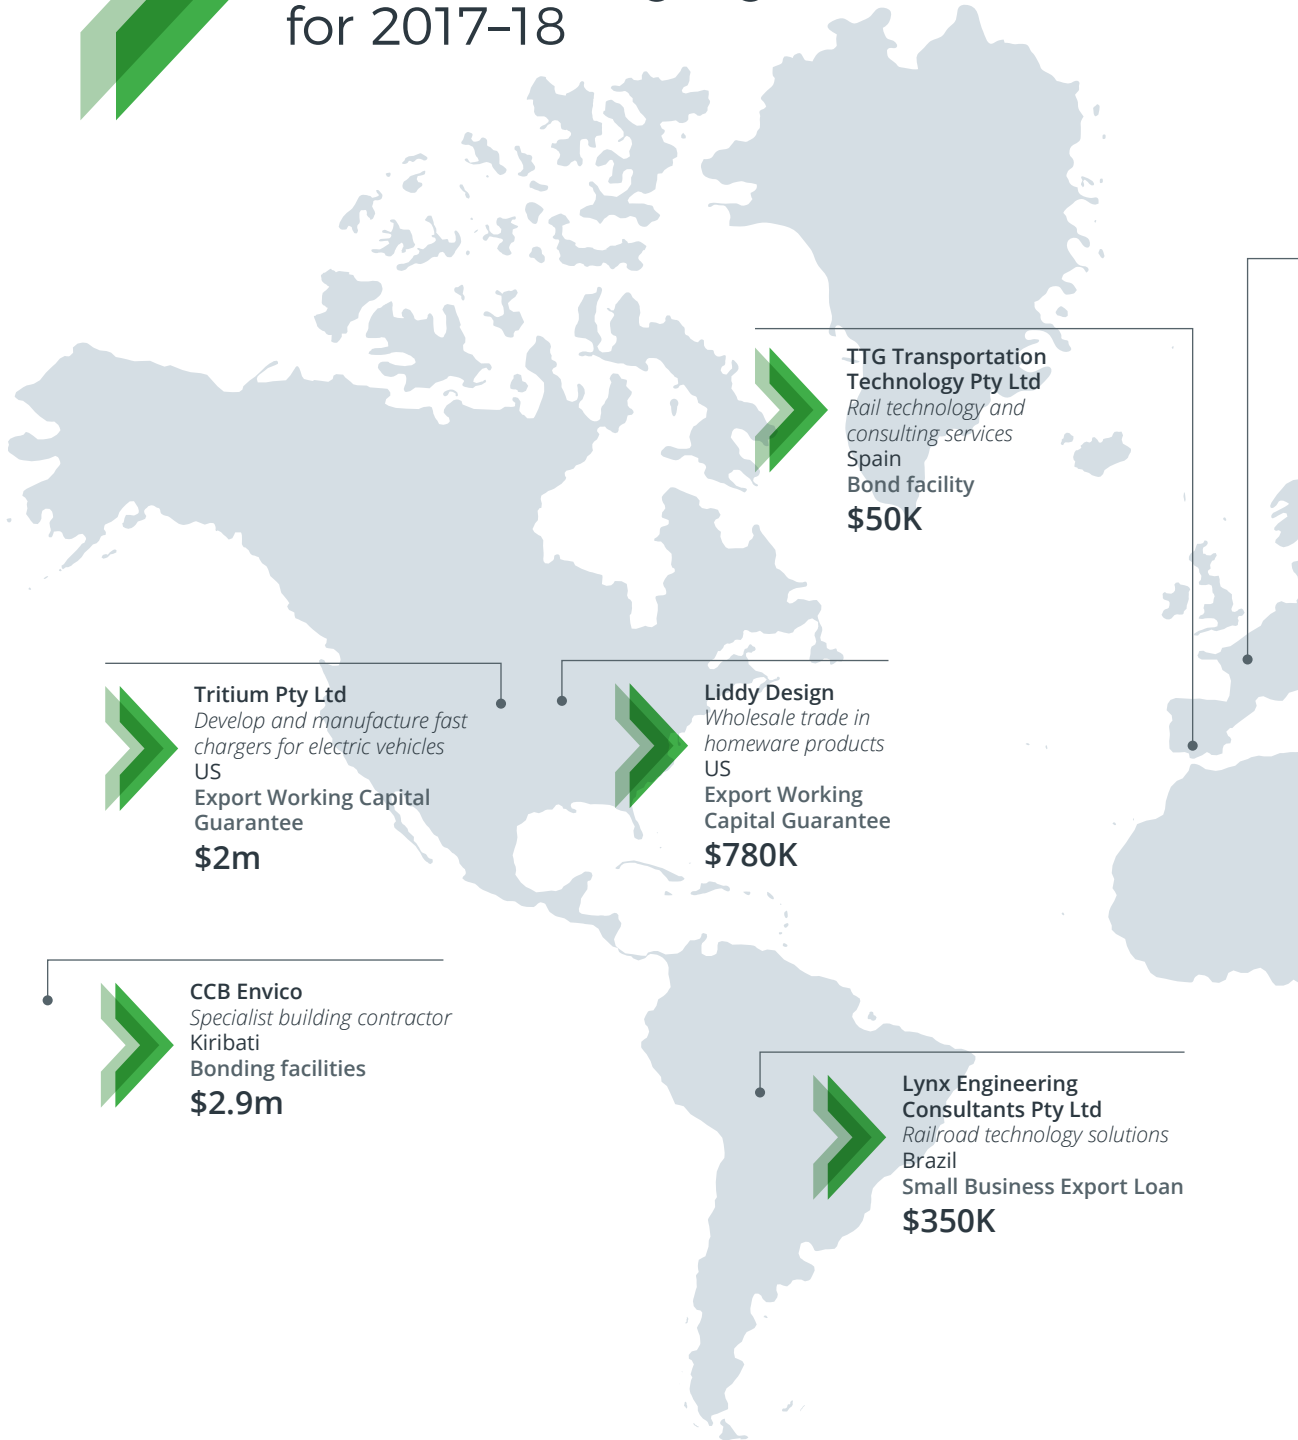 for 2017–18
TTG Transportation
Technology Pty Ltd
Rail technology and
consulting services
Spain
Bond facility
$50K
Tritium Pty Ltd
Develop and manufacture fast
chargers for electric vehicles
US
Export Working Capital
Guarantee
$2m
Liddy Design
Wholesale trade in
homeware products
US
Export Working
Capital Guarantee
$780K
CCB Envico
Specialist building contractor
Kiribati
Bonding facilities
$2.9m
Lynx Engineering
Consultants Pty Ltd
Railroad technology solutions
Brazil
Small Business Export Loan
$350K